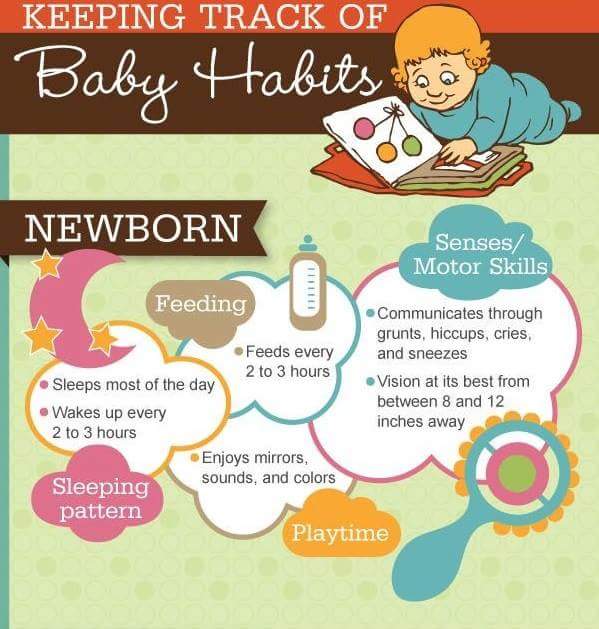 KEEPING TRACK OF
Baby Habits
NEWBORN
Senses/
Motor Skills
Feeding
• Communicates through
grunts, hiccups, cries,
and sneezes
• Vision at its best from
between 8 and 12
inches away
• Feeds every
2 to 3 hours
• Sleeps most of the day
• Wakes up every
2 to 3 hours
Sleeping
pattern
• Enjoys mirrors,
sounds, and colors
Playtime